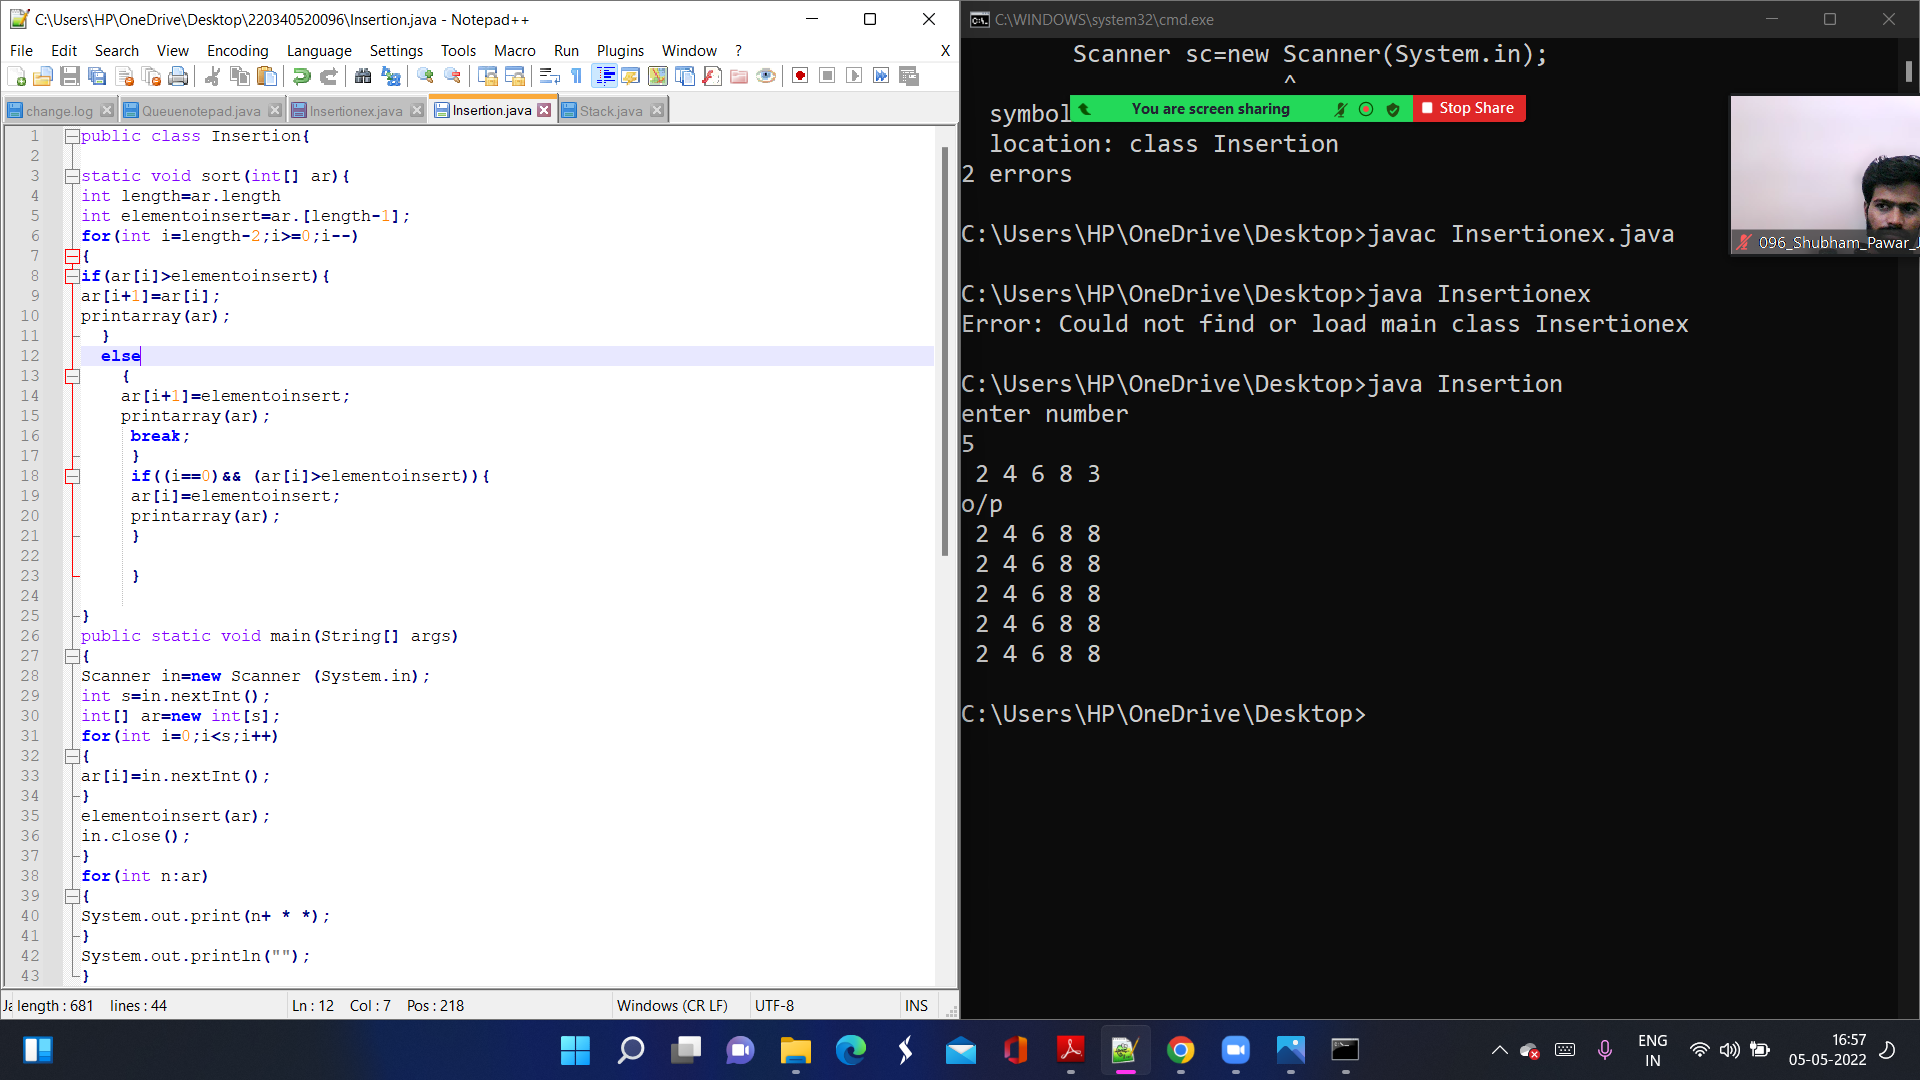 C:\Users\HP\OneDrive\Desktop\220340520096\Insertion.java - Notepad++
File Edit Search View Encoding Language Settings Tools Macro Run Plugins Window ? X
change.log Queuenotepad.java Insertionex.java Insertion.java Stack.java
1 public class Insertion{
2
3 static void sort(int[] ar){
4 int length=ar.length
5 int elementoinsert=ar.[length-1];
6 for(int i=length-2;i>=0;i--)
7 {
8 if(ar[i]>elementoinsert){
9 ar[i+1]=ar[i];
10 printarray(ar);
11 }
12 else
13 {
14 ar[i+1]=elementoinsert;
15 printarray(ar);
16 break;
17 }
18 if((i==0)&& (ar[i]>elementoinsert)){
19 ar[i]=elementoinsert;
20 printarray(ar);
21 }
22
23 }
24
25 }
26 public static void main(String[] args)
27 {
28 Scanner in=new Scanner (System.in);
29 int s=in.nextInt();
30 int[] ar=new int[s];
31 for(int i=0;i<s;i++)
32 {
33 ar[i]=in.nextInt();
34 }
35 elementoinsert(ar);
36 in.close();
37 }
38 for(int n:ar)
39 {
40 System.out.print(n+ * *);
41 }
42 System.out.println("");
43 }
length : 681 lines : 44 Ln : 12 Col : 7 Pos : 218 Windows (CR LF) UTF-8 INS
C:\WINDOWS\system32\cmd.exe
Scanner sc=new Scanner(System.in);
^
symbol
You are screen sharing Stop Share
location: class Insertion
2 errors
C:\Users\HP\OneDrive\Desktop>javac Insertionex.java
096_Shubham_Pawar_J
C:\Users\HP\OneDrive\Desktop>java Insertionex
Error: Could not find or load main class Insertionex
C:\Users\HP\OneDrive\Desktop>java Insertion
enter number
5
2 4 6 8 3
o/p
2 4 6 8 8
2 4 6 8 8
2 4 6 8 8
2 4 6 8 8
2 4 6 8 8
C:\Users\HP\OneDrive\Desktop>
ENG
IN
16:57
05-05-2022